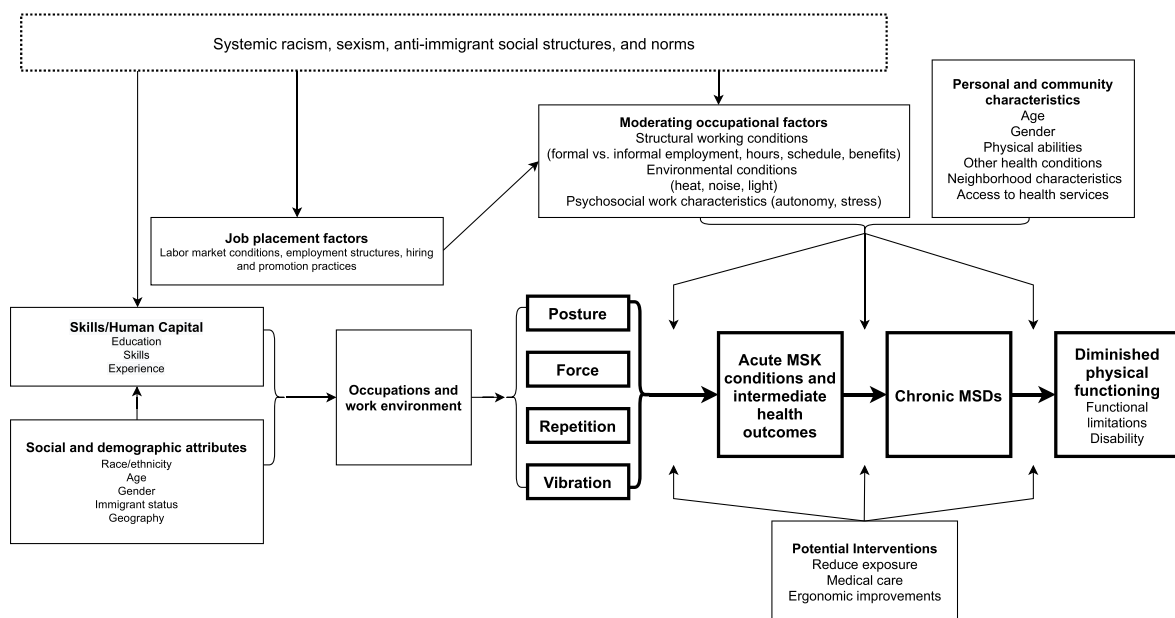 Systemic racism, sexism, anti-immigrant social structures, and norms
Personal and community
characteristics
Age
Gender
Physical abilities
Other health conditions
Neighborhood characteristics
Access to health services
Moderating occupational factors
Structural working conditions
(formal vs. informal employment, hours, schedule, benefits)
Environmental conditions
(heat, noise, light)
Psychosocial work characteristics (autonomy, stress)
Job placement factors
Labor market conditions, employment structures, hiring
and promotion practices
Skills/Human Capital
Education
Skills
Experience
Social and demographic attributes
Race/ethnicity
Age
Gender
Immigrant status
Geography
Occupations and
work environment
Posture
Force
Repetition
Vibration
Acute MSK
conditions and
intermediate
health
outcomes
Chronic MSDs
Diminished
physical
functioning
Functional
limitations
Disability
Potential Interventions
Reduce exposure
Medical care
Ergonomic improvements